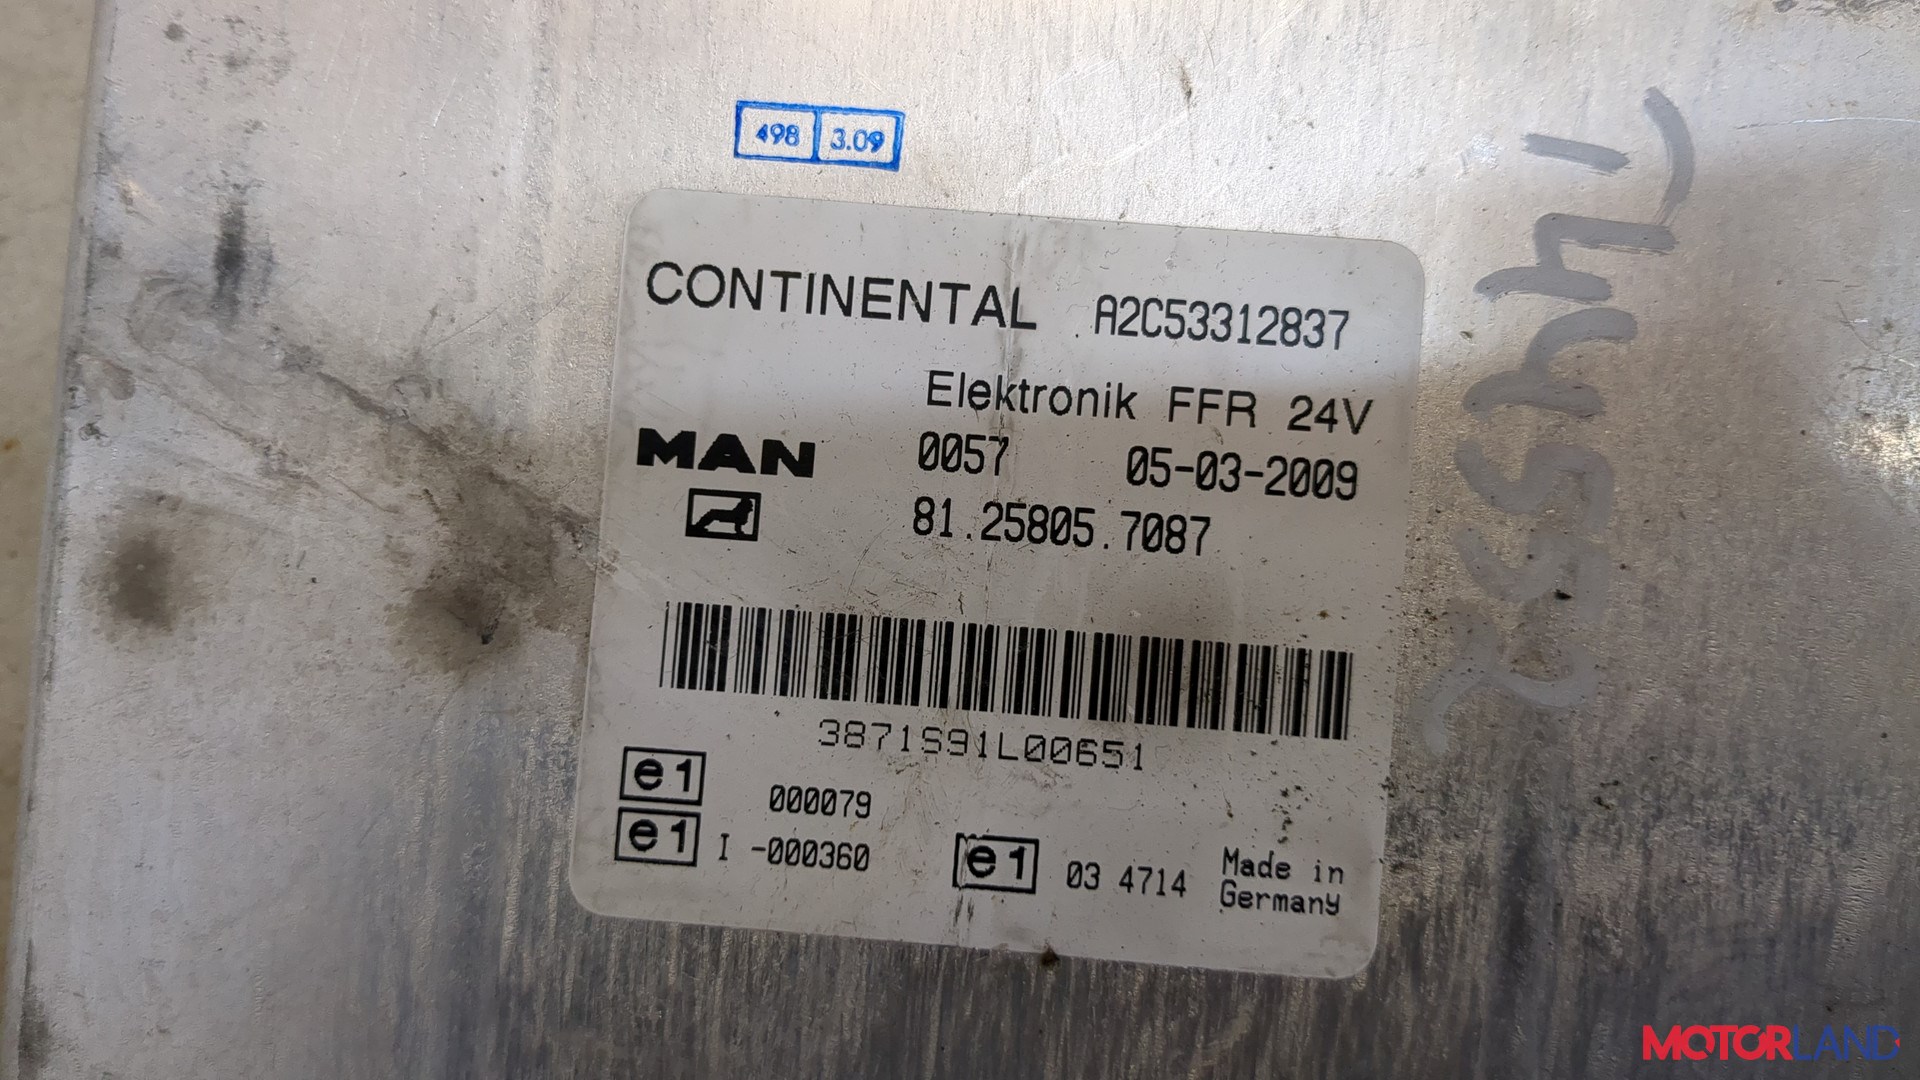 498 3.09
CONTINENTAL A2C53312837
Elektronik FFR 24V
MAN 0057 05-03-2009
81.25805.7087
3871S91L00651
e1 000079
e1 I -000360
e1 03 4714
Made in
Germany
MOTORLAND